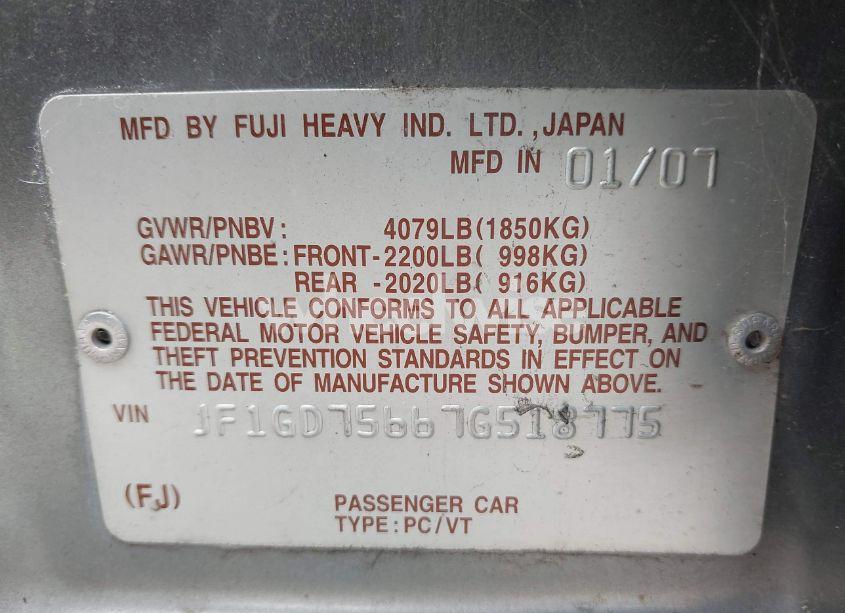 MFD BY FUJI HEAVY IND. LTD. ,JAPAN
MFD IN 01/07
GVWR/PNBV : 4079LB(1850KG)
GAWR/PNBE : FRONT-2200LB( 998KG)
REAR -2020LB( 916KG)
THIS VEHICLE CONFORMS TO ALL APPLICABLE
FEDERAL MOTOR VEHICLE SAFETY, BUMPER, AND
THEFT PREVENTION STANDARDS IN EFFECT ON
THE DATE OF MANUFACTURE SHOWN ABOVE.
VIN JF1GD75667G518775
(FJ)
PASSENGER CAR
TYPE : PC/VT